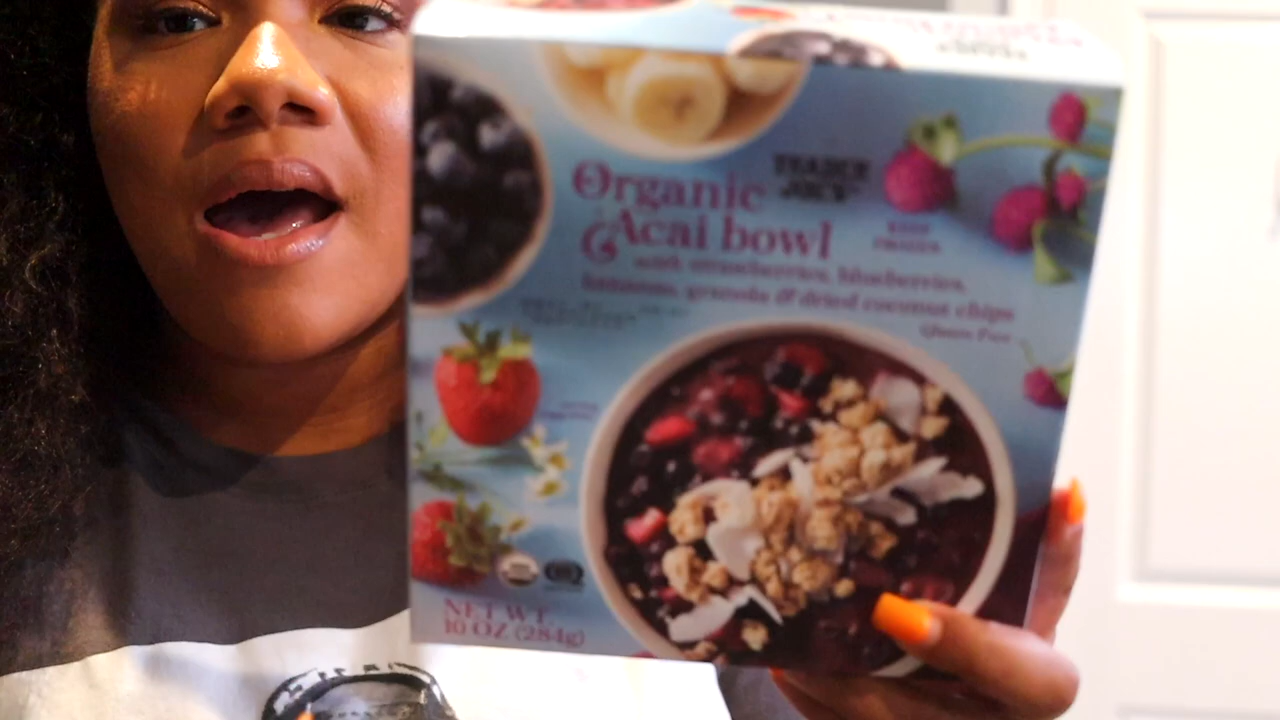 TRADER
JOE'S
Organic
Acai bowl
KEEP
FROZEN
with strawberries, blueberries,
bananas, granola & dried coconut chips
Gluten Free
NET WT.
10 OZ (284g)